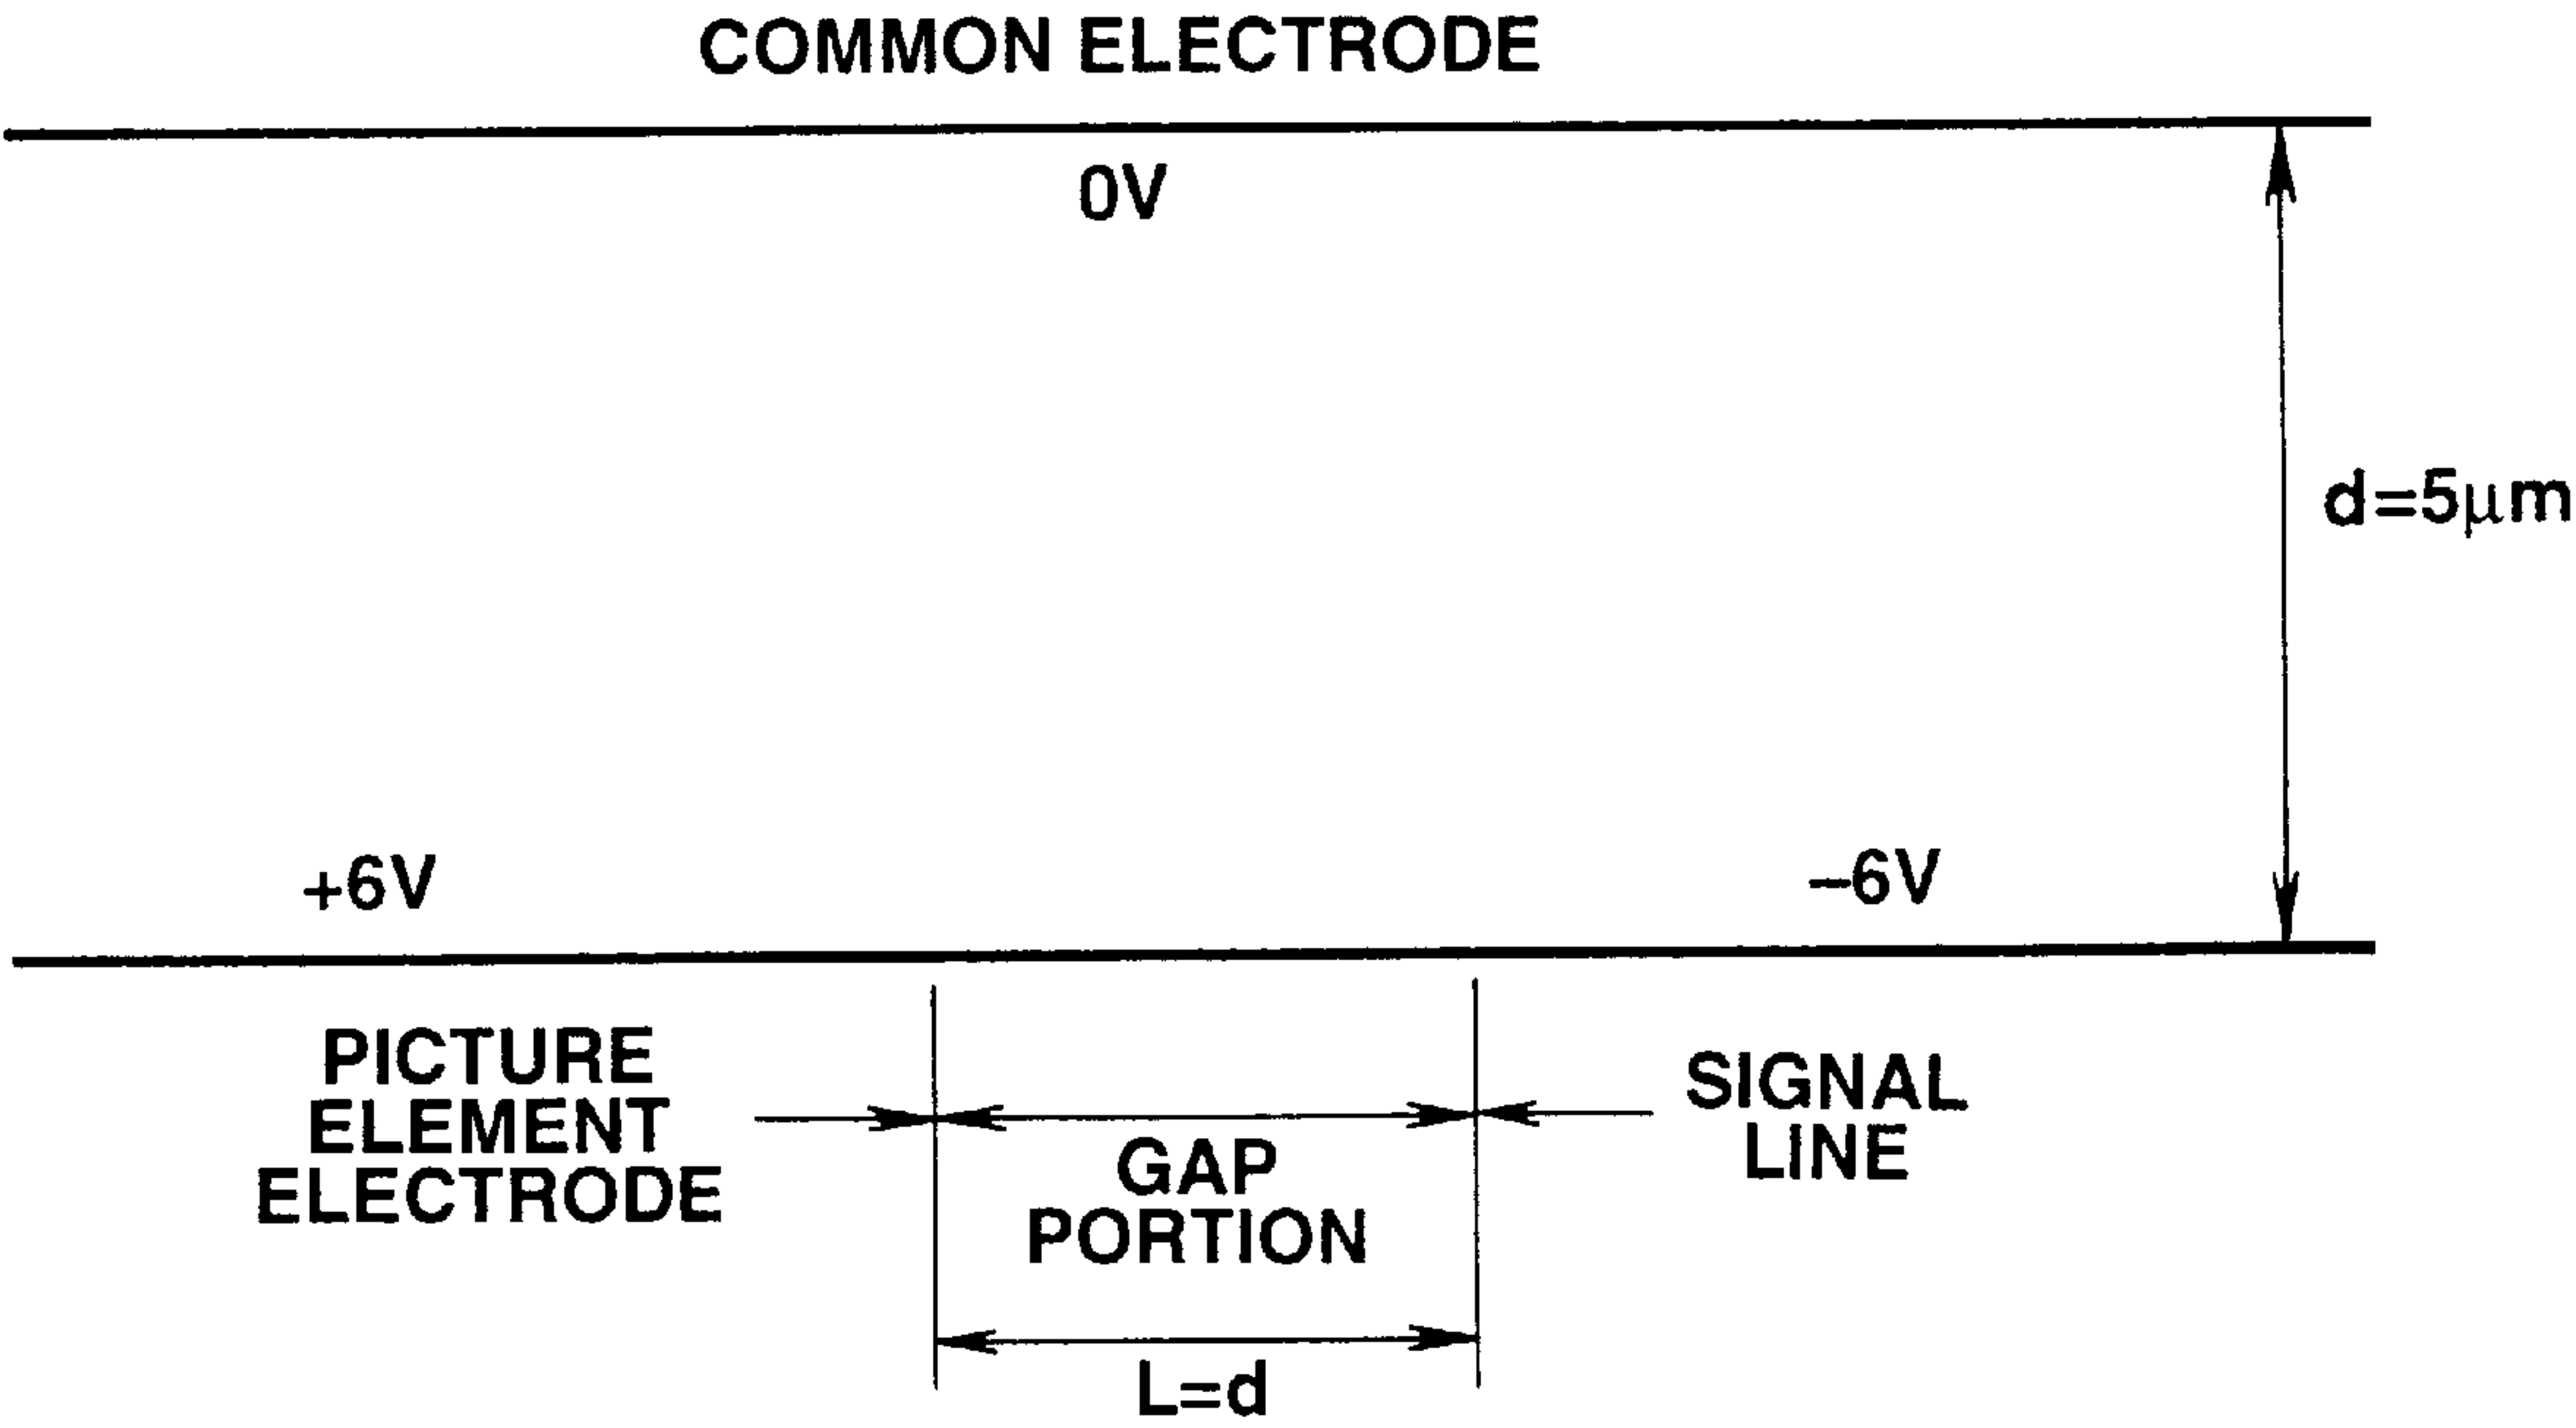 COMMON ELECTRODE
0V
d=5μm
+6V
–6V
PICTURE
ELEMENT
ELECTRODE
GAP
PORTION
SIGNAL
LINE
L=d